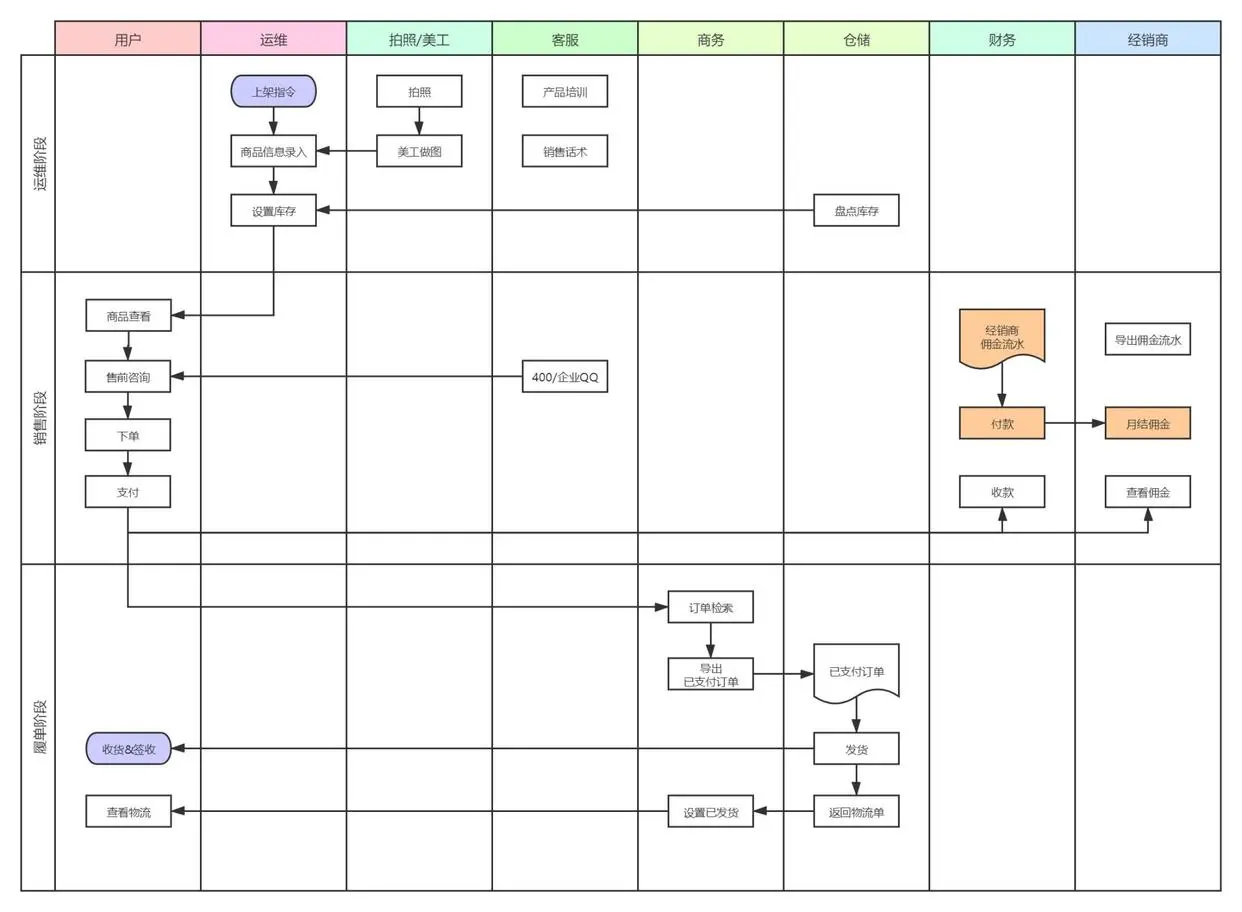 用户
运维
拍照/美工
客服
商务
仓储
财务
经销商
运维阶段
上架指令
拍照
产品培训
商品信息录入
美工做图
销售话术
设置库存
盘点库存
销售阶段
商品查看
经销商
佣金流水
导出佣金流水
售前咨询
400/企业QQ
下单
付款
月结佣金
支付
收款
查看佣金
履单阶段
订单检索
导出
已支付订单
已支付订单
收货&签收
发货
查看物流
设置已发货
返回物流单